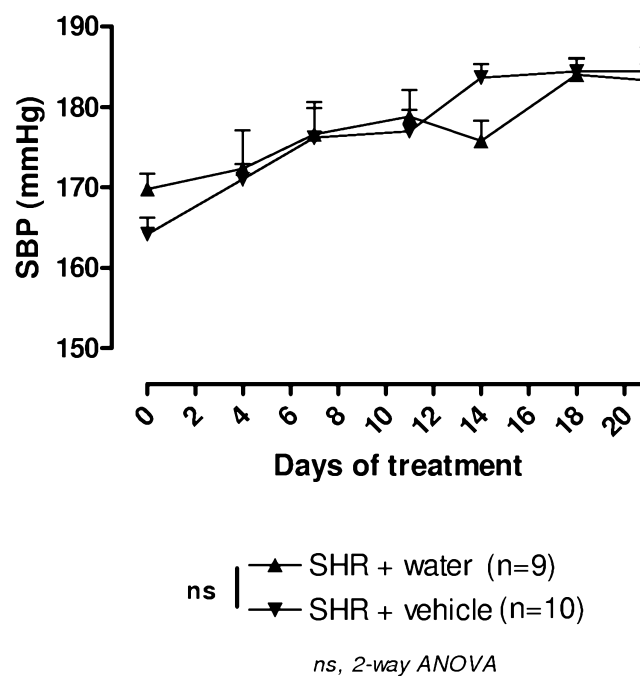 190
180
170
160
150
SBP (mmHg)
0 2 4 6 8 10 12 14 16 18 20
Days of treatment
SHR + water (n=9)
ns
SHR + vehicle (n=10)
ns, 2-way ANOVA